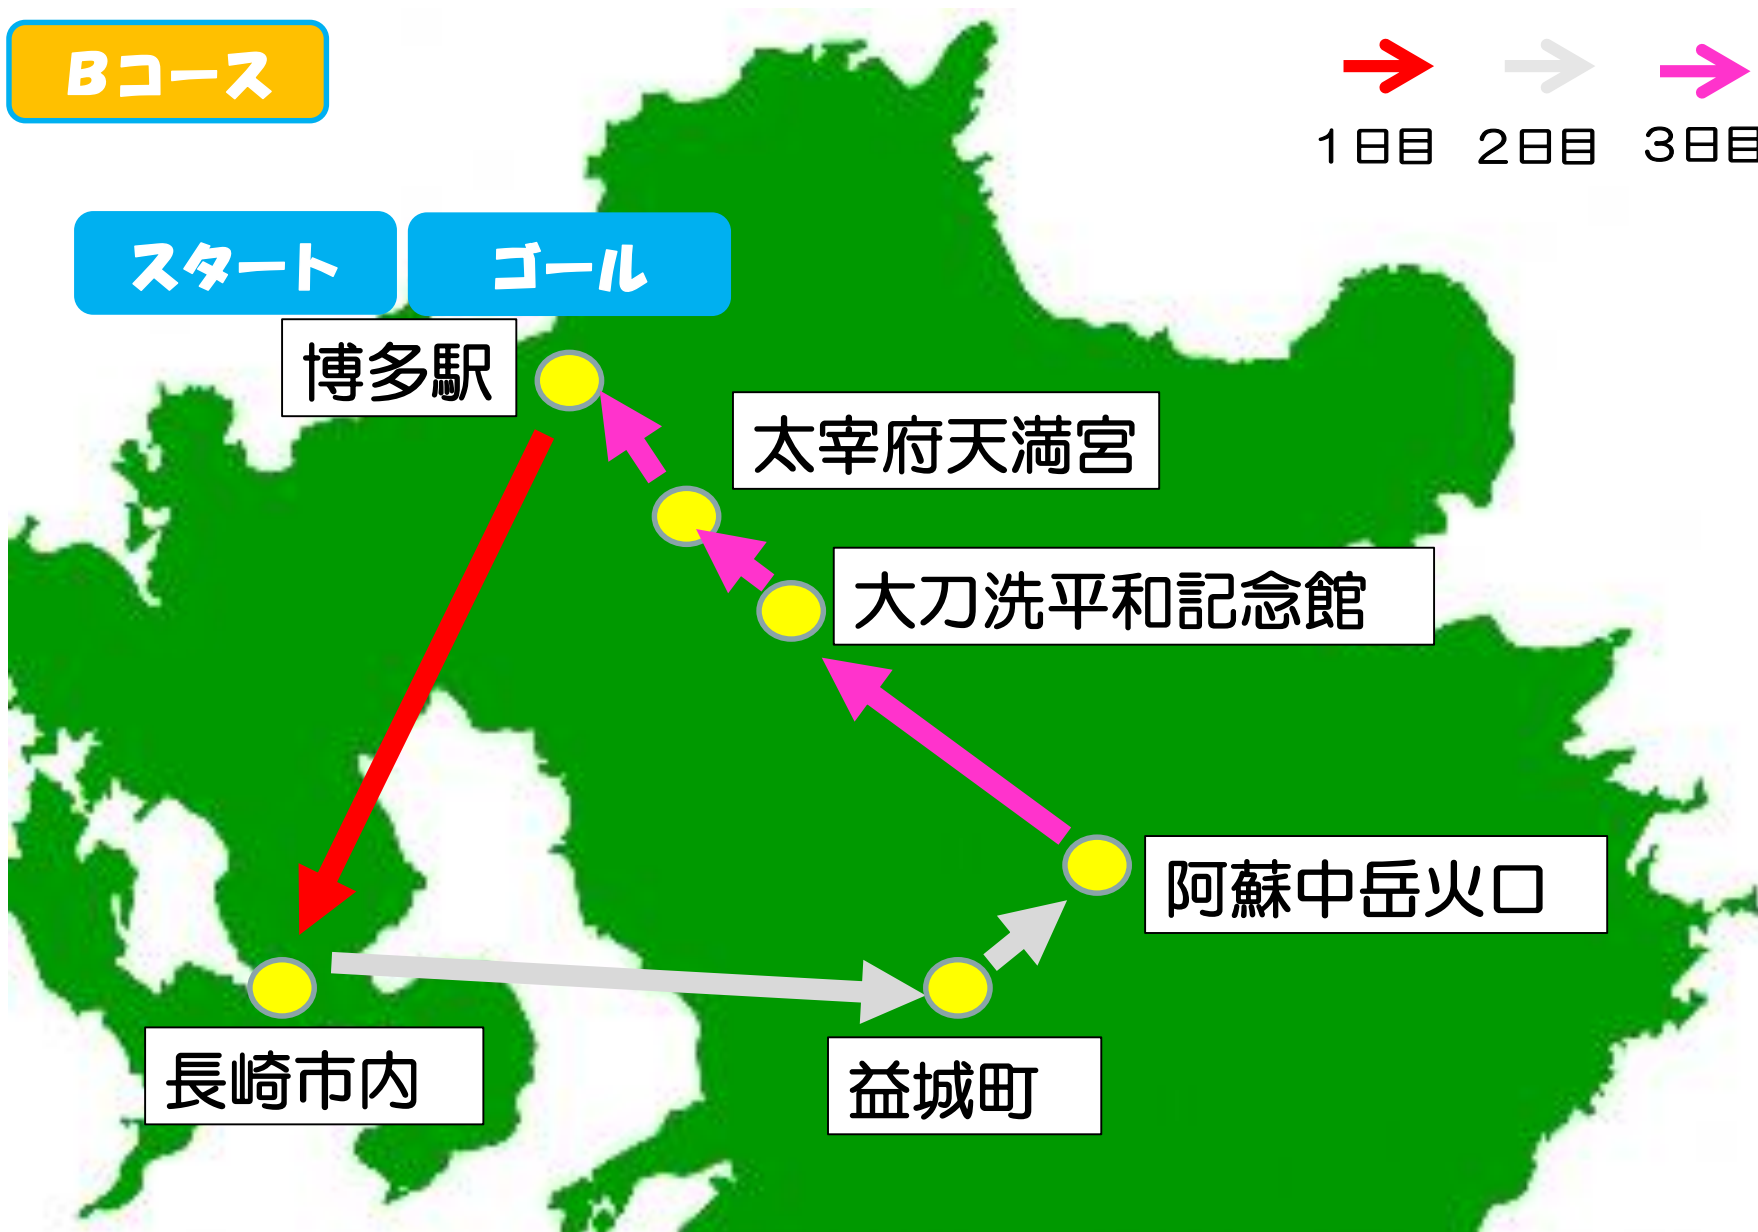 Bコース
１日目 ２日目 ３日目
スタート ゴール
博多駅
太宰府天満宮
大刀洗平和記念館
阿蘇中岳火口
長崎市内
益城町